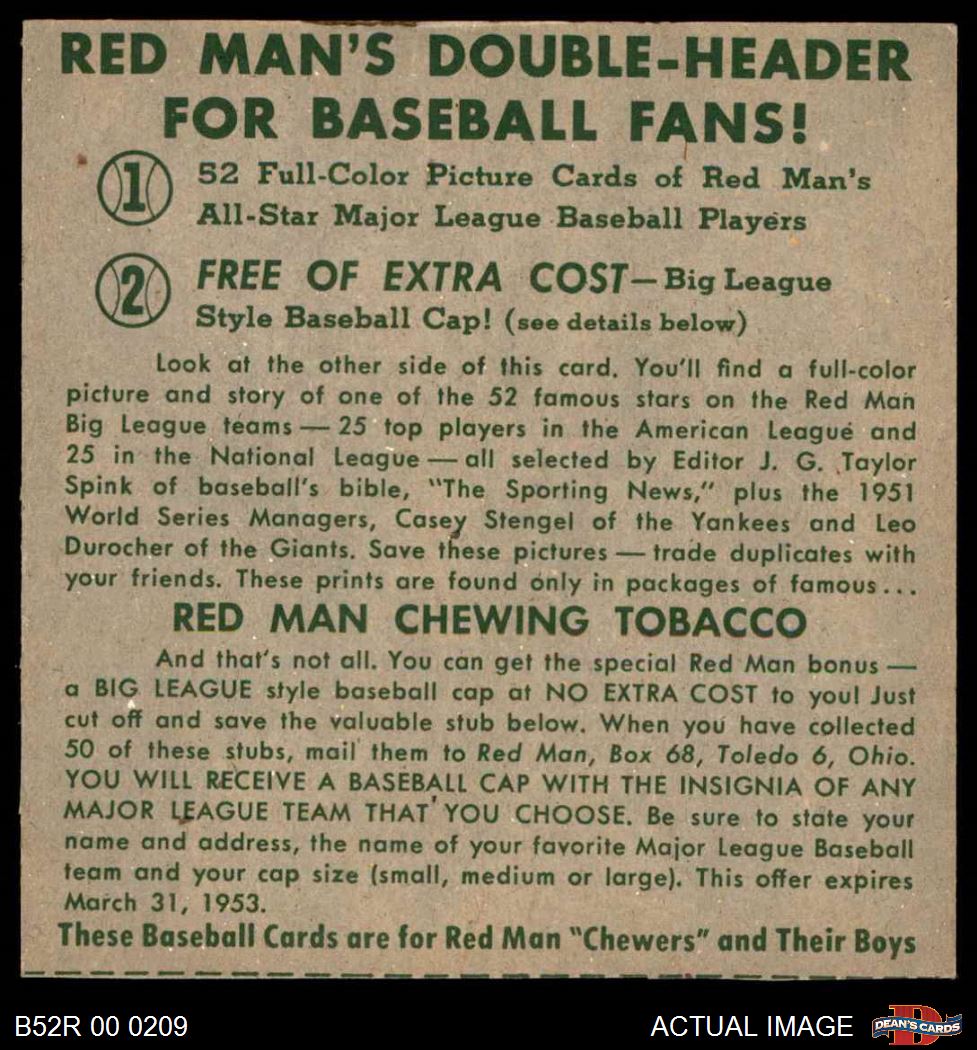 RED MAN'S DOUBLE-HEADER
FOR BASEBALL FANS!
1 52 Full-Color Picture Cards of Red Man's
All-Star Major League Baseball Players
2 FREE OF EXTRA COST—Big League
Style Baseball Cap! (see details below)
Look at the other side of this card. You'll find a full-color
picture and story of one of the 52 famous stars on the Red Man
Big League teams — 25 top players in the American League and
25 in the National League — all selected by Editor J. G. Taylor
Spink of baseball's bible, "The Sporting News," plus the 1951
World Series Managers, Casey Stengel of the Yankees and Leo
Durocher of the Giants. Save these pictures — trade duplicates with
your friends. These prints are found only in packages of famous...
RED MAN CHEWING TOBACCO
And that's not all. You can get the special Red Man bonus —
a BIG LEAGUE style baseball cap at NO EXTRA COST to you! Just
cut off and save the valuable stub below. When you have collected
50 of these stubs, mail them to Red Man, Box 68, Toledo 6, Ohio.
YOU WILL RECEIVE A BASEBALL CAP WITH THE INSIGNIA OF ANY
MAJOR LEAGUE TEAM THAT YOU CHOOSE. Be sure to state your
name and address, the name of your favorite Major League Baseball
team and your cap size (small, medium or large). This offer expires
March 31, 1953.
These Baseball Cards are for Red Man "Chewers" and Their Boys
B52R 00 0209
ACTUAL IMAGE
D
DEAN'S CARDS